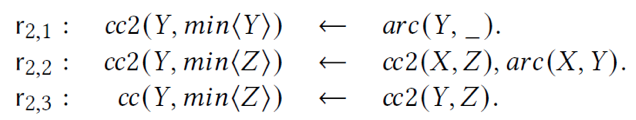 r2,1 : cc2(Y, min⟨Y⟩) ← arc(Y, _).
r2,2 : cc2(Y, min⟨Z⟩) ← cc2(X, Z), arc(X, Y).
r2,3 : cc(Y, min⟨Z⟩) ← cc2(Y, Z).